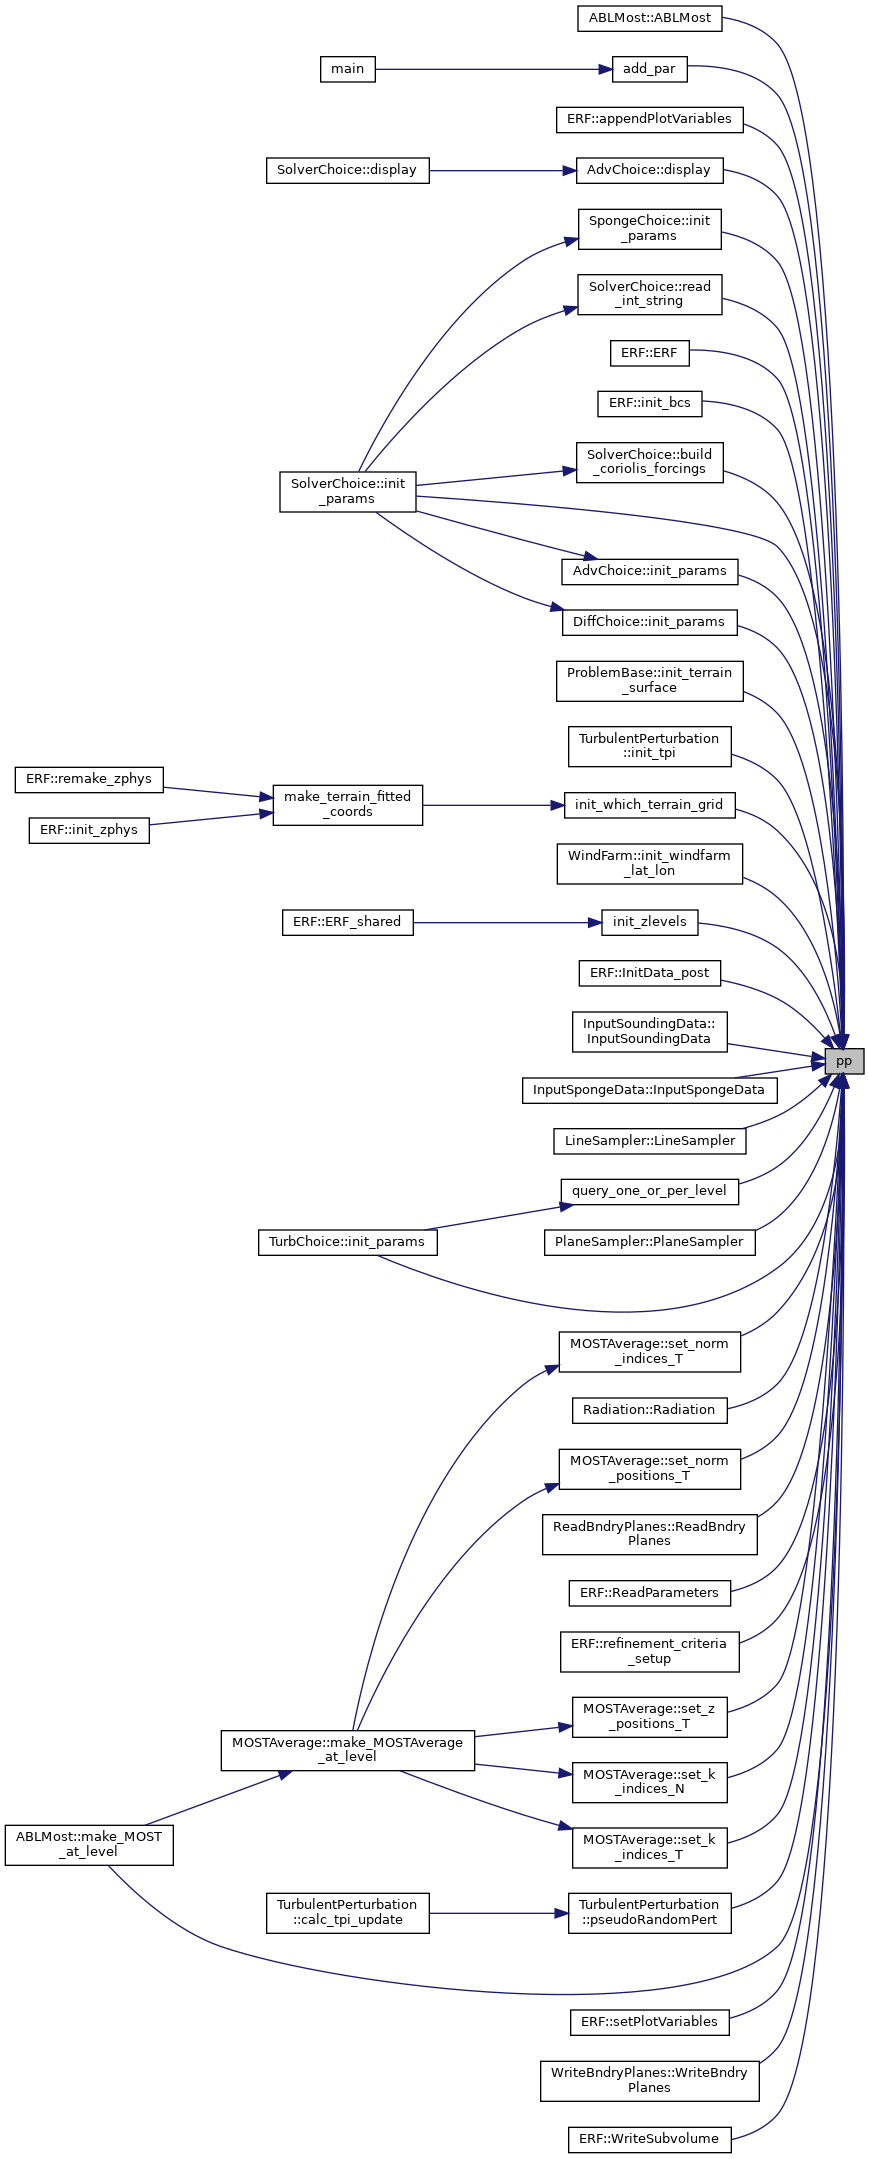 ABLMost::ABLMost
main
add_par
ERF::appendPlotVariables
SolverChoice::display
AdvChoice::display
SpongeChoice::init
_params
SolverChoice::read
_int_string
ERF::ERF
ERF::init_bcs
SolverChoice::build
_coriolis_forcings
SolverChoice::init
_params
AdvChoice::init_params
DiffChoice::init_params
ProblemBase::init_terrain
_surface
TurbulentPerturbation
::init_tpi
ERF::remake_zphys
make_terrain_fitted
_coords
init_which_terrain_grid
ERF::init_zphys
WindFarm::init_windfarm
_lat_lon
ERF::ERF_shared
init_zlevels
ERF::InitData_post
InputSoundingData::
InputSoundingData
pp
InputSpongeData::InputSpongeData
LineSampler::LineSampler
query_one_or_per_level
TurbChoice::init_params
PlaneSampler::PlaneSampler
MOSTAverage::set_norm
_indices_T
Radiation::Radiation
MOSTAverage::set_norm
_positions_T
ReadBndryPlanes::ReadBndry
Planes
ERF::ReadParameters
ERF::refinement_criteria
_setup
MOSTAverage::set_z
_positions_T
MOSTAverage::make_MOSTAverage
_at_level
MOSTAverage::set_k
_indices_N
ABLMost::make_MOST
_at_level
MOSTAverage::set_k
_indices_T
TurbulentPerturbation
::calc_tpi_update
TurbulentPerturbation
::pseudoRandomPert
ERF::setPlotVariables
WriteBndryPlanes::WriteBndry
Planes
ERF::WriteSubvolume